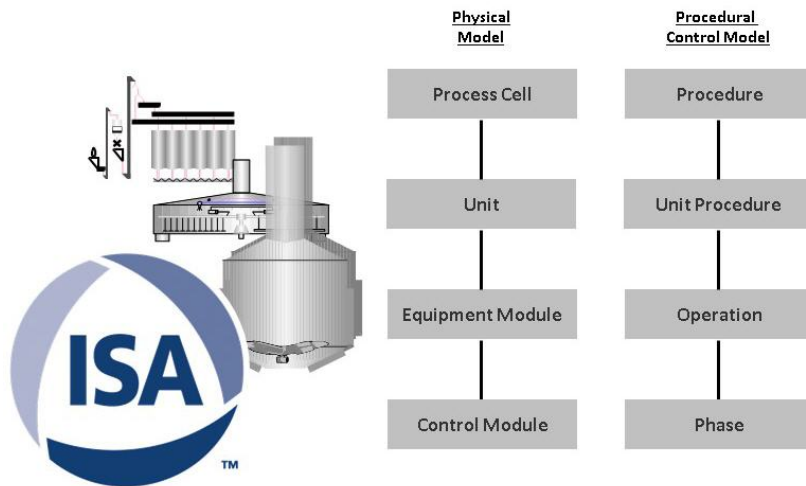 Physical
Model
Procedural
Control Model
Process Cell
Procedure
Unit
Unit Procedure
Equipment Module
Operation
Control Module
Phase
ISA
TM